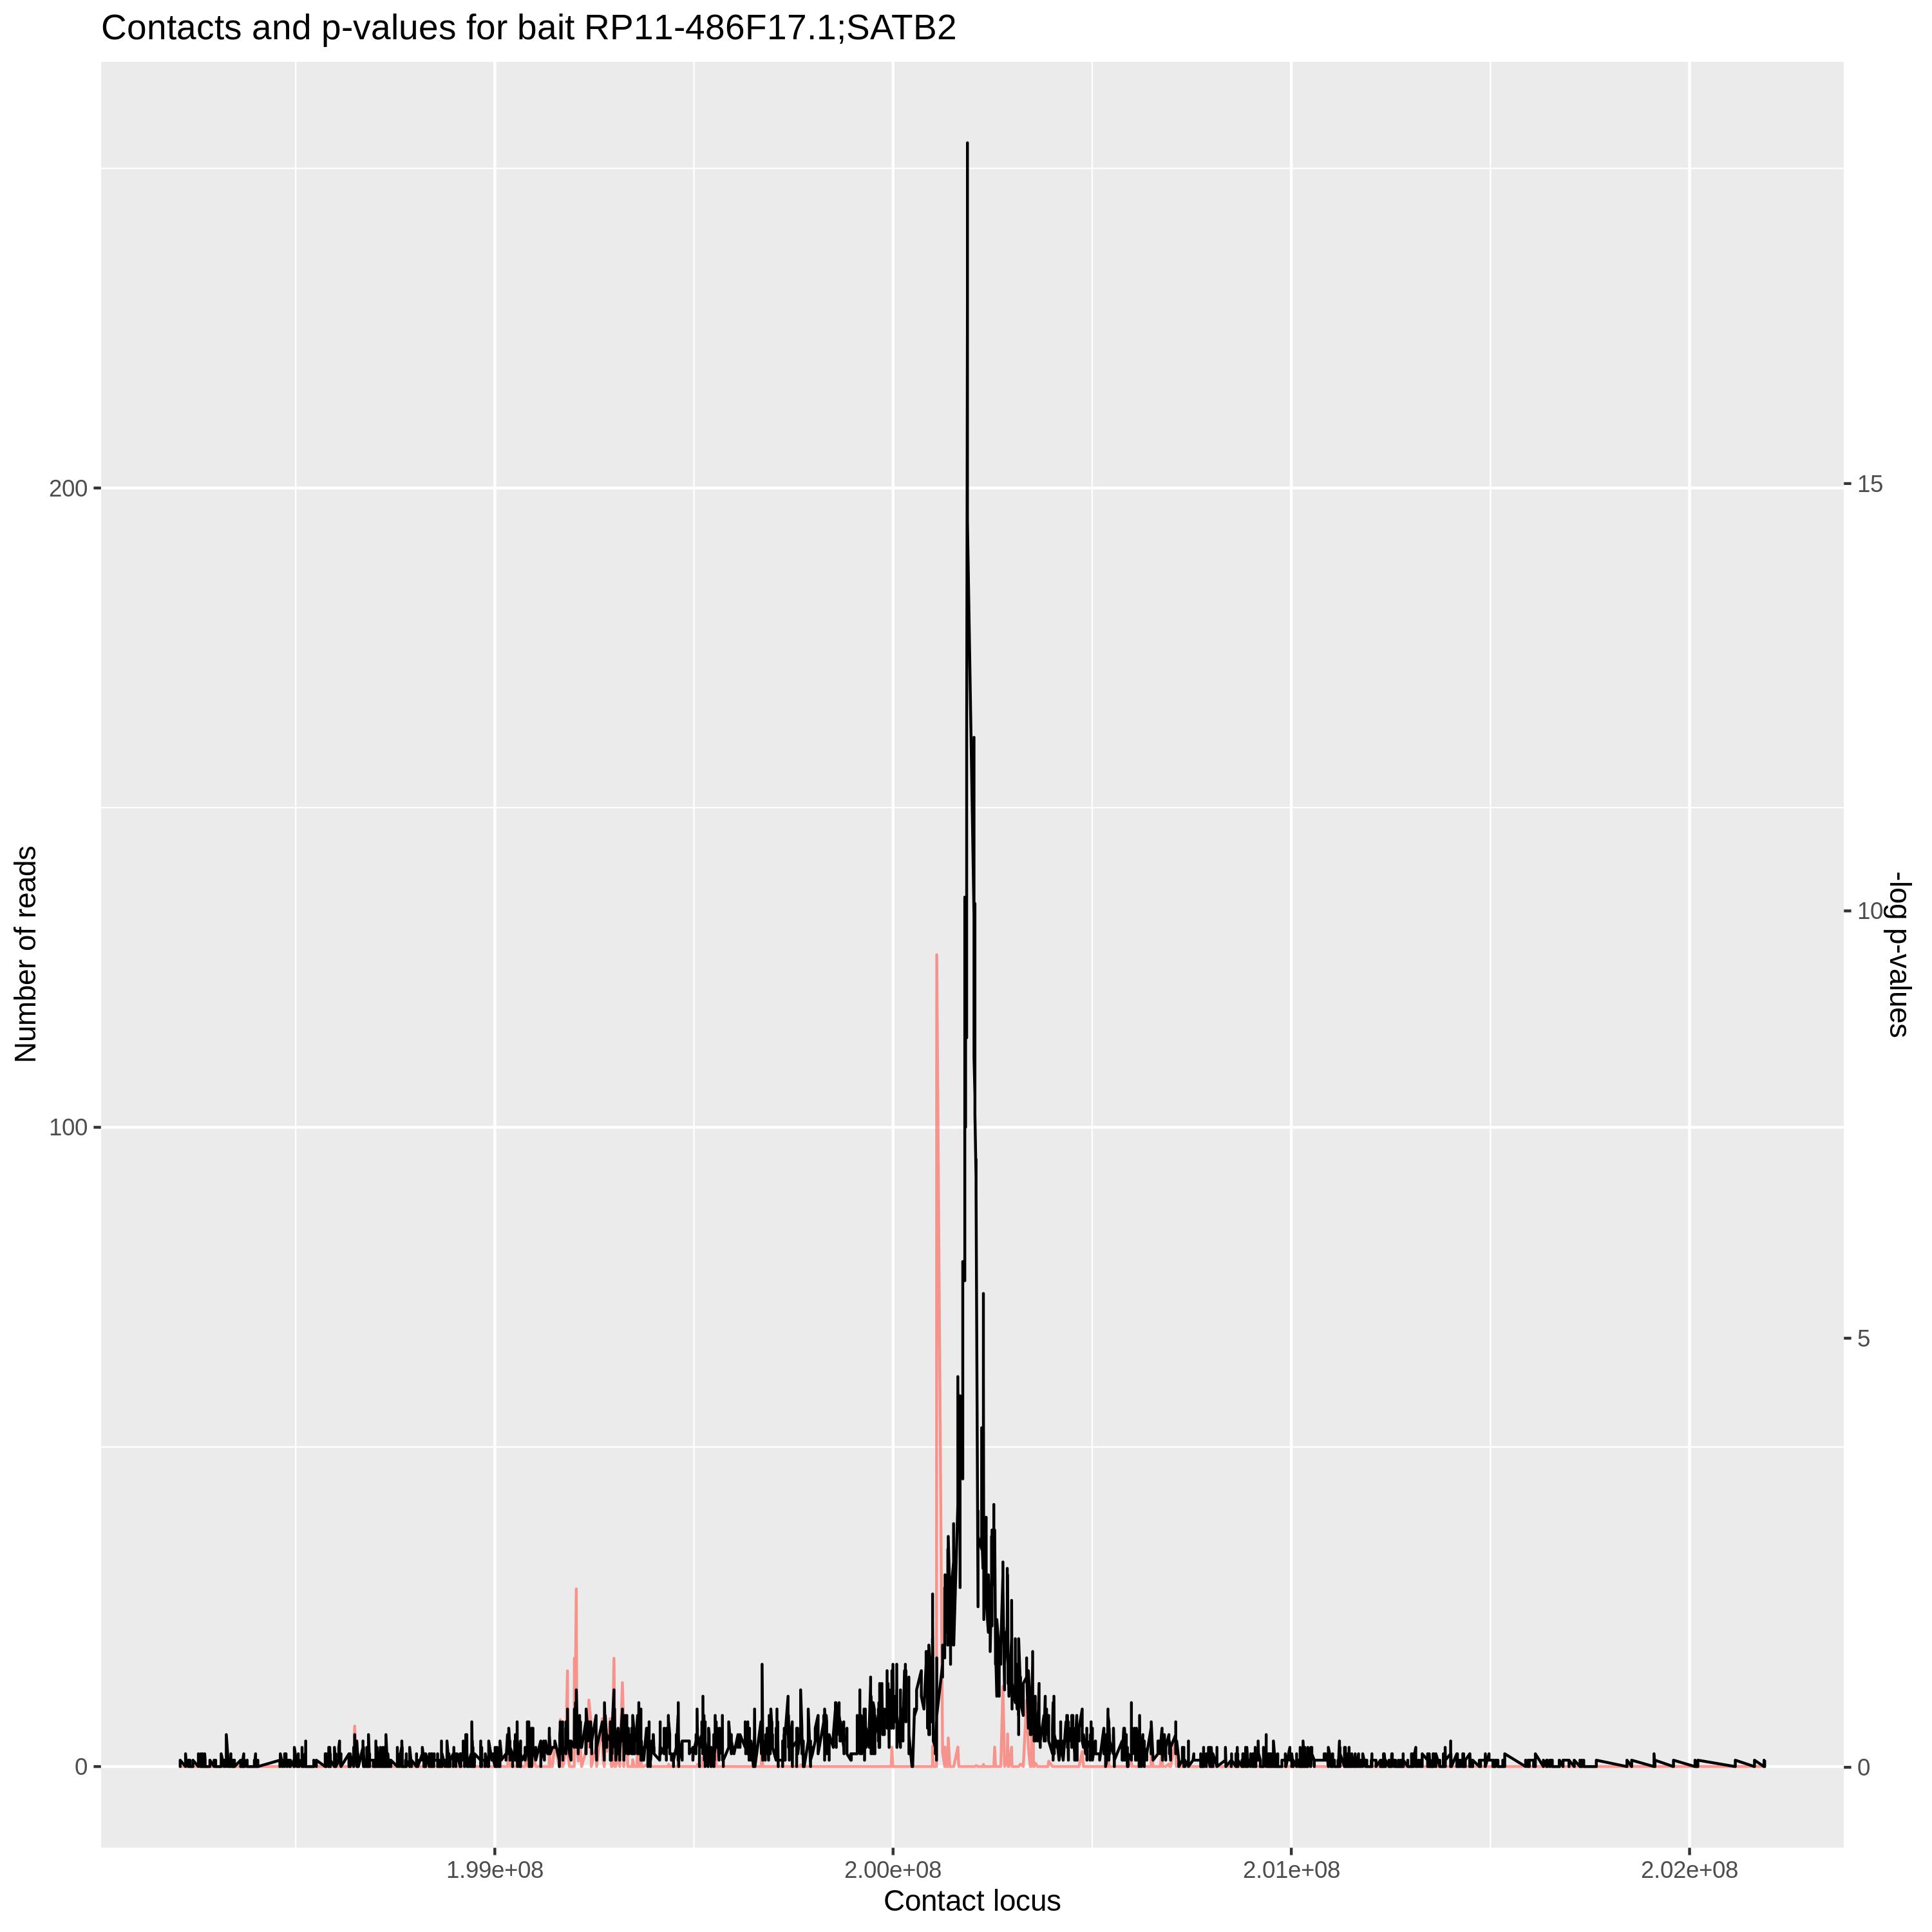 Contacts and p-values for bait RP11-486F17.1;SATB2
Number of reads
200
100
0
15
10
5
0
-log p-values
1.99e+08 2.00e+08 2.01e+08 2.02e+08
Contact locus